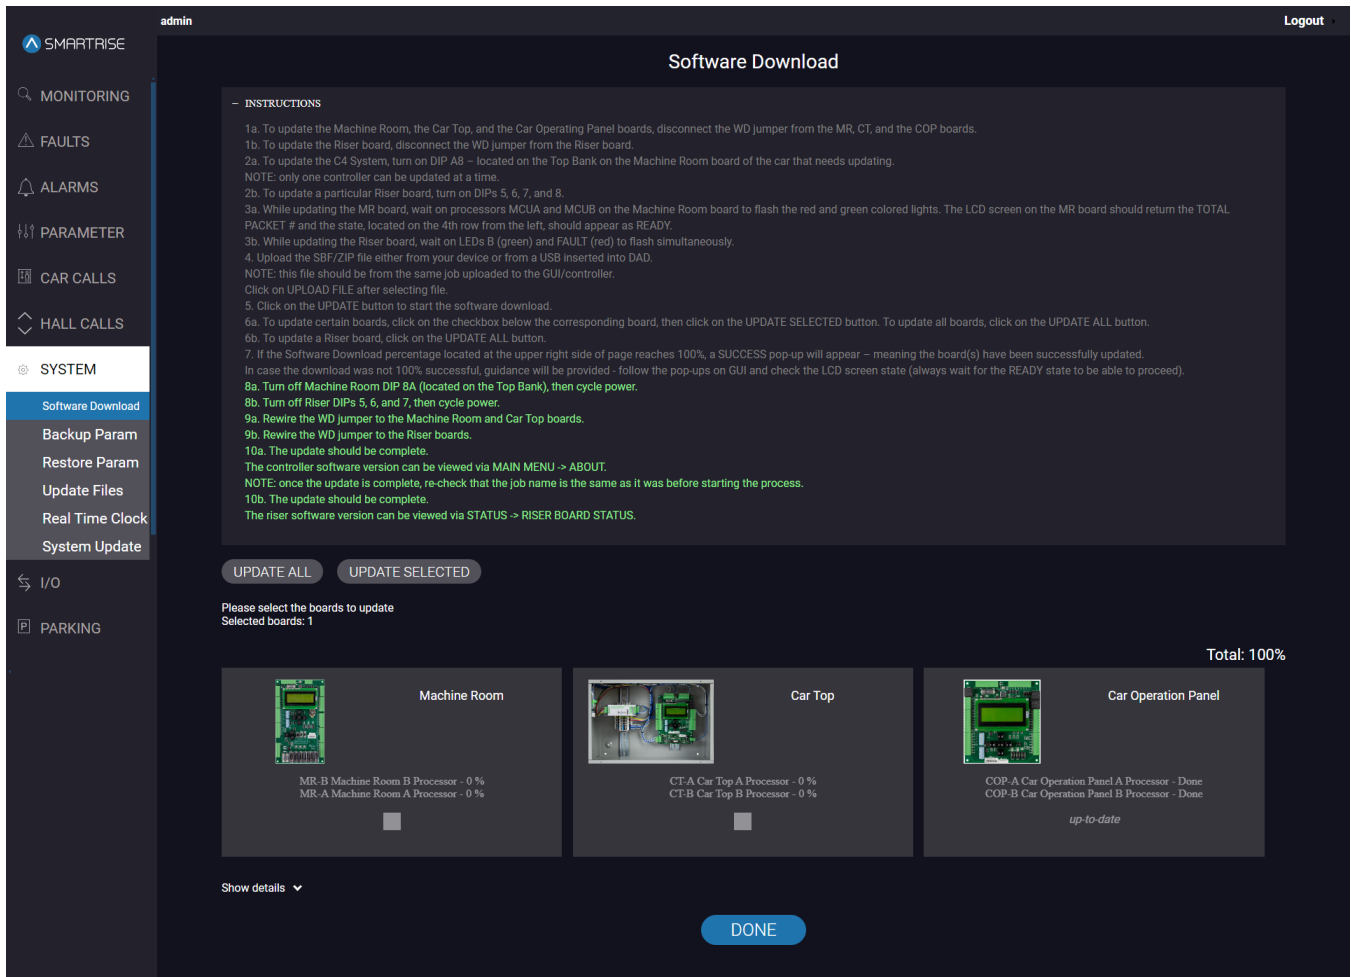 admin
Logout
SMARTRISE
Software Download
MONITORING
FAULTS
ALARMS
PARAMETER
CAR CALLS
HALL CALLS
SYSTEM
Software Download
Backup Param
Restore Param
Update Files
Real Time Clock
System Update
I/O
P PARKING
– INSTRUCTIONS
1a. To update the Machine Room, the Car Top, and the Car Operating Panel boards, disconnect the WD jumper from the MR, CT, and the COP boards.
1b. To update the Riser board, disconnect the WD jumper from the Riser board.
2a. To update the C4 System, turn on DIP A8 – located on the Top Bank on the Machine Room board of the car that needs updating.
NOTE: only one controller can be updated at a time.
2b. To update a particular Riser board, turn on DIPs 5, 6, 7, and 8.
3a. While updating the MR board, wait on processors MCUA and MCUB on the Machine Room board to flash the red and green colored lights. The LCD screen on the MR board should return the TOTAL
PACKET # and the state, located on the 4th row from the left, should appear as READY.
3b. While updating the Riser board, wait on LEDs B (green) and FAULT (red) to flash simultaneously.
4. Upload the SBF/ZIP file either from your device or from a USB inserted into DAD.
NOTE: this file should be from the same job uploaded to the GUI/controller.
Click on UPLOAD FILE after selecting file.
5. Click on the UPDATE button to start the software download.
6a. To update certain boards, click on the checkbox below the corresponding board, then click on the UPDATE SELECTED button. To update all boards, click on the UPDATE ALL button.
6b. To update a Riser board, click on the UPDATE ALL button.
7. If the Software Download percentage located at the upper right side of page reaches 100%, a SUCCESS pop-up will appear – meaning the board(s) have been successfully updated.
In case the download was not 100% successful, guidance will be provided - follow the pop-ups on GUI and check the LCD screen state (always wait for the READY state to be able to proceed).
8a. Turn off Machine Room DIP 8A (located on the Top Bank), then cycle power.
8b. Turn off Riser DIPs 5, 6, and 7, then cycle power.
9a. Rewire the WD jumper to the Machine Room and Car Top boards.
9b. Rewire the WD jumper to the Riser boards.
10a. The update should be complete.
The controller software version can be viewed via MAIN MENU -> ABOUT.
NOTE: once the update is complete, re-check that the job name is the same as it was before starting the process.
10b. The update should be complete.
The riser software version can be viewed via STATUS -> RISER BOARD STATUS.
UPDATE ALL
UPDATE SELECTED
Please select the boards to update
Selected boards: 1
Total: 100%
Machine Room
MR-B Machine Room B Processor - 0 %
MR-A Machine Room A Processor - 0 %
Car Top
CT-A Car Top A Processor - 0 %
CT-B Car Top B Processor - 0 %
Car Operation Panel
COP-A Car Operation Panel A Processor - Done
COP-B Car Operation Panel B Processor - Done
up-to-date
Show details
DONE